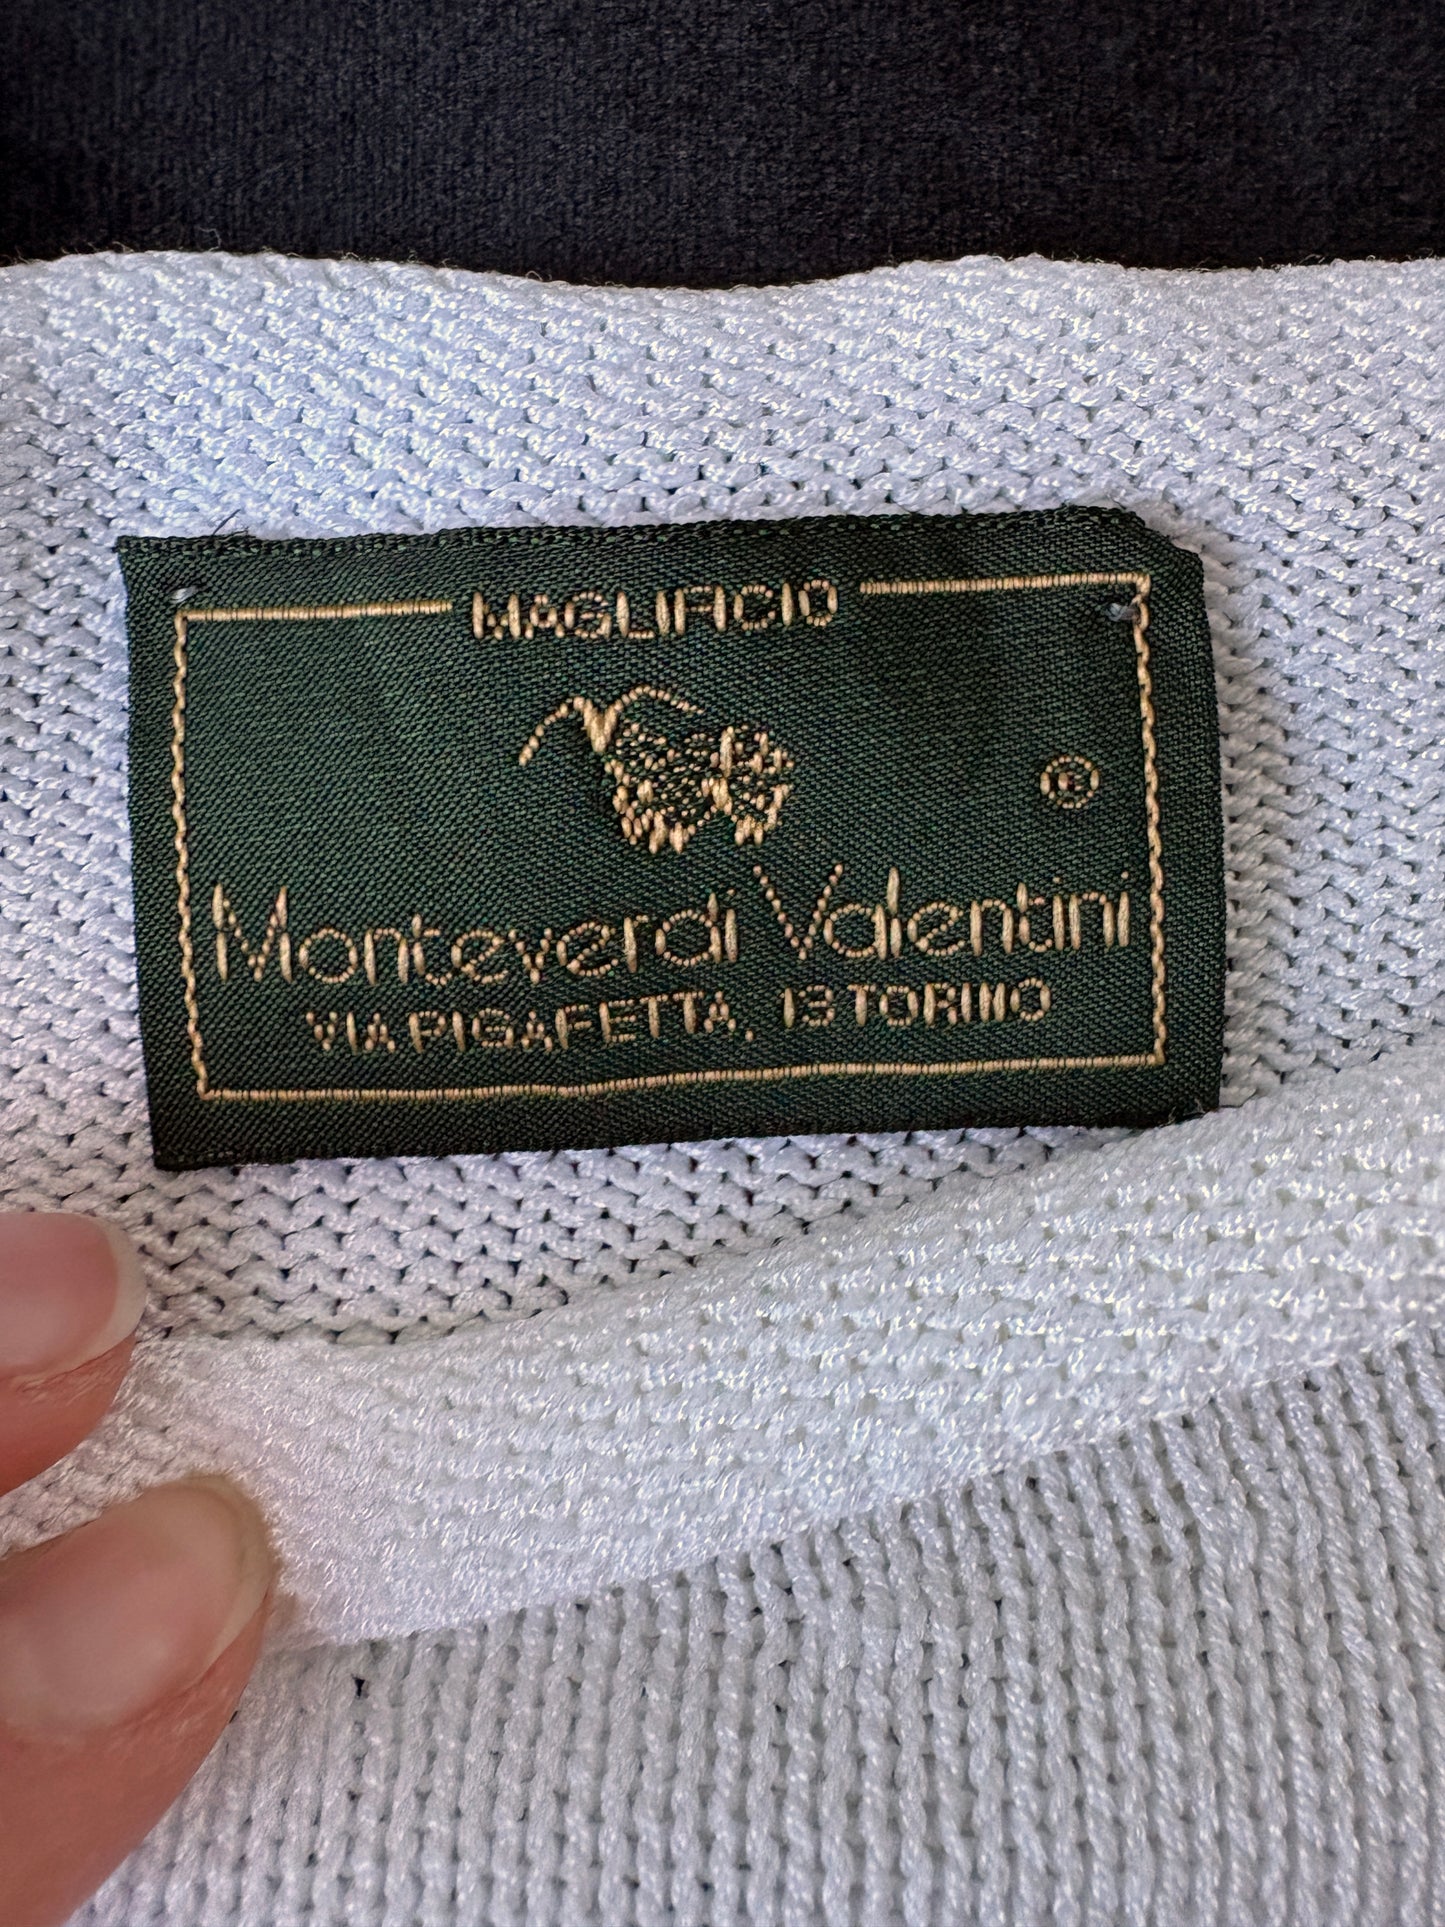 MAGLIFICIO
®
Monteverdi Valentini
VIA PIGAFETTA, 13 TORINO